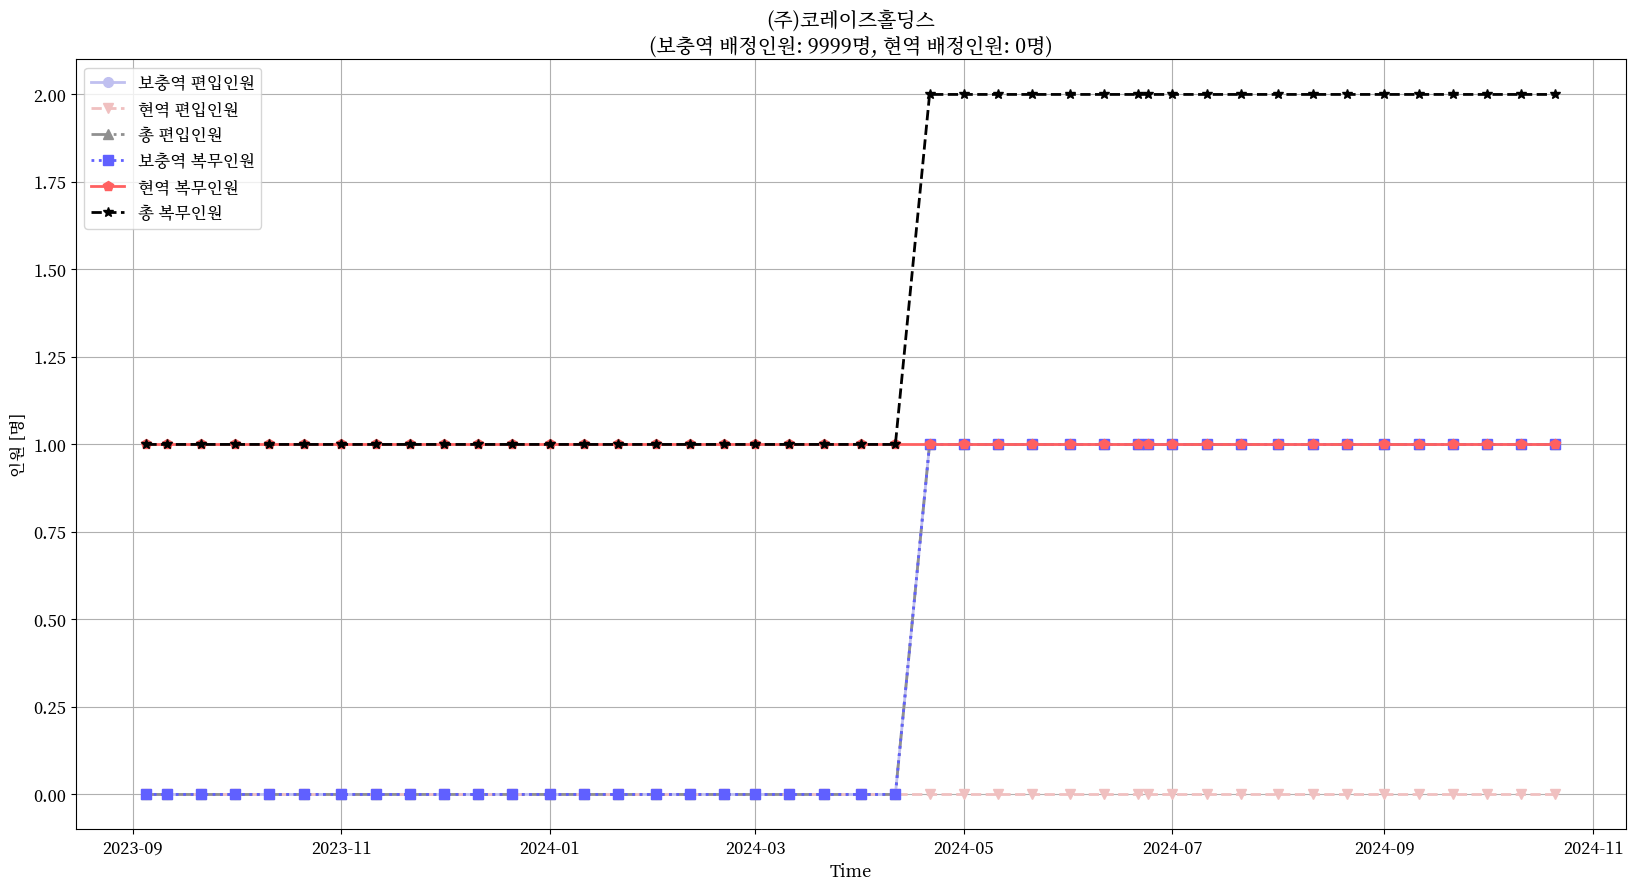 (주)코레이즈홀딩스
(보충역 배정인원: 9999명, 현역 배정인원: 0명)
보충역 편입인원
현역 편입인원
총 편입인원
보충역 복무인원
현역 복무인원
총 복무인원
2.00
1.75
1.50
1.25
1.00
0.75
0.50
0.25
0.00
인원 [명]
2023-09
2023-11
2024-01
2024-03
2024-05
2024-07
2024-09
2024-11
Time